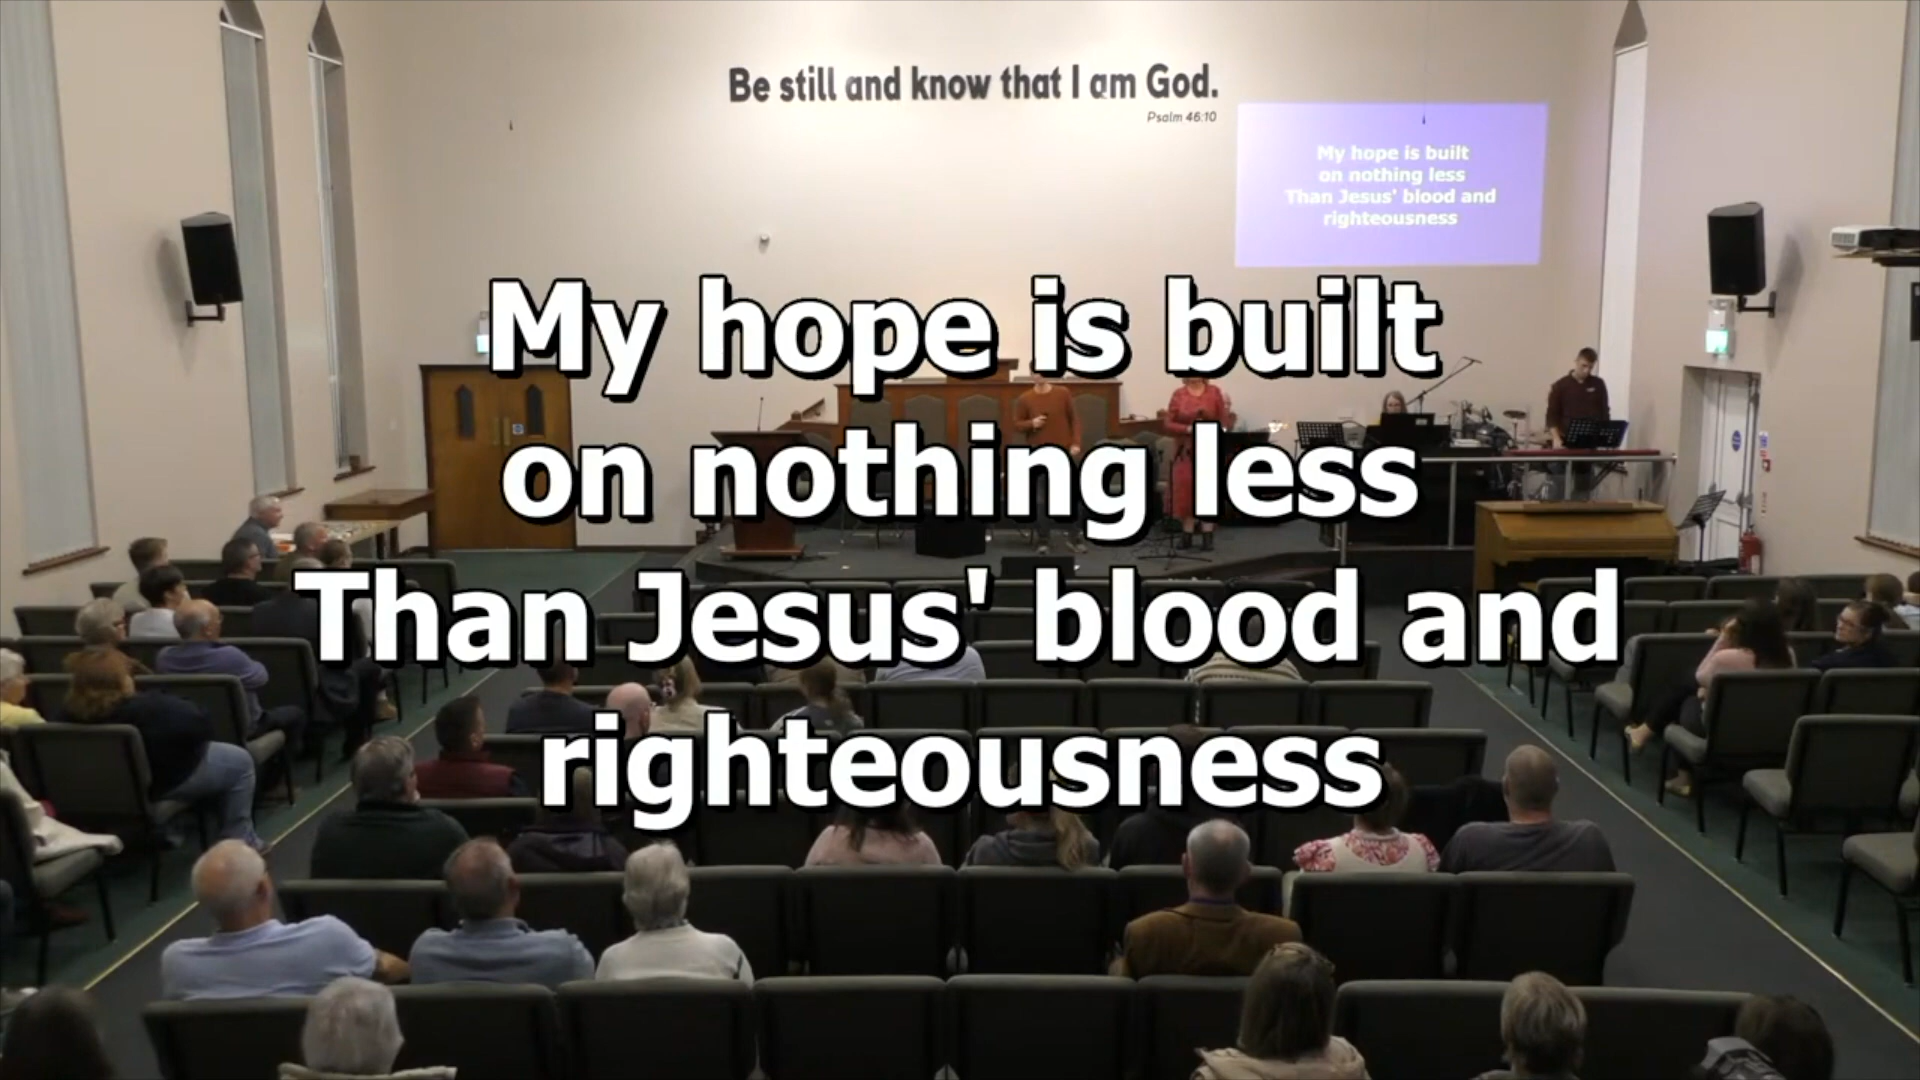 Be still and know that I am God.
Psalm 46:10
My hope is built
on nothing less
Than Jesus' blood and
righteousness
My hope is built
on nothing less
Than Jesus' blood and
righteousness